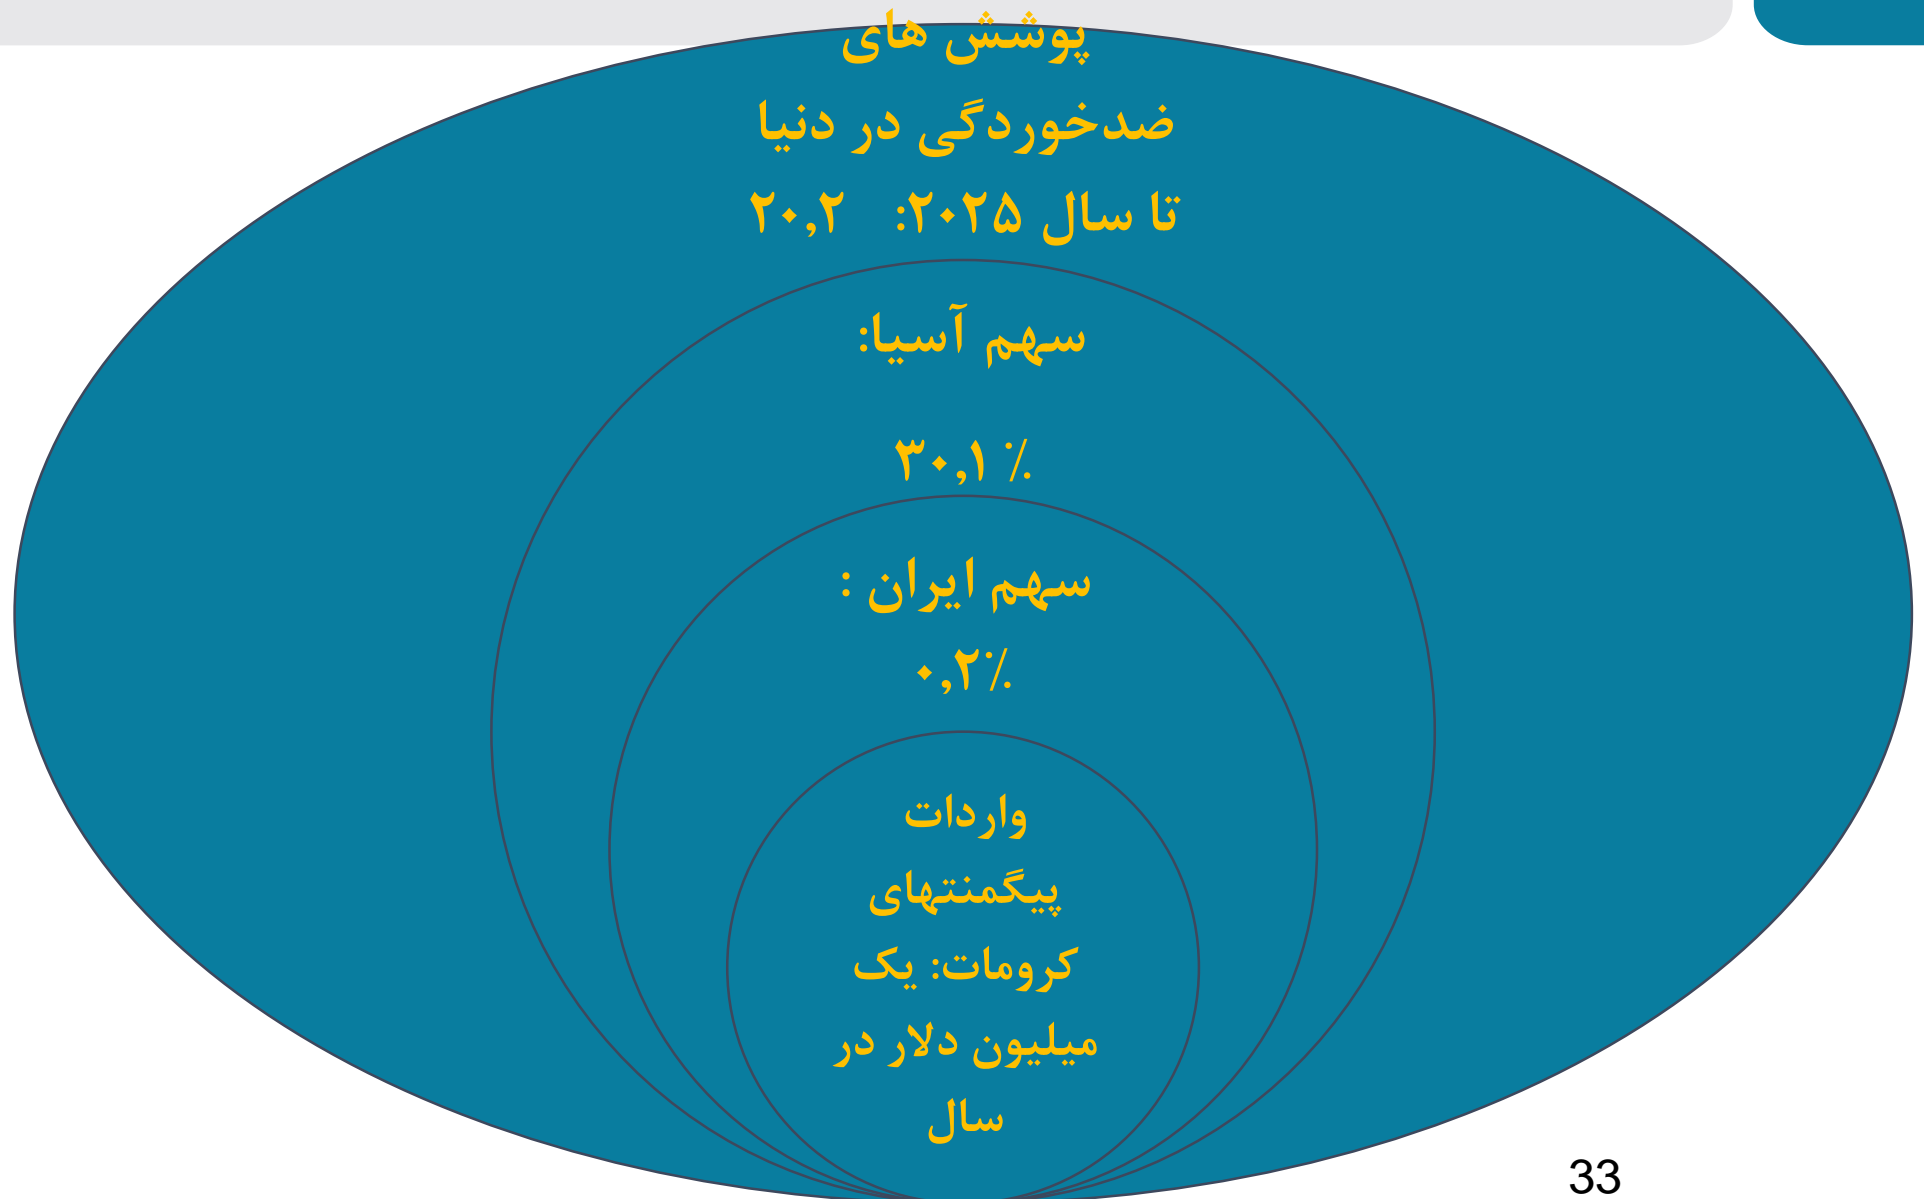 پوشش های
ضدخوردگی در دنیا
تا سال ۲۰۲۵: ۲۰,۲
سهم آسیا:
۳۰,۱ ٪
سهم ایران :
۰,۲٪
واردات
پیگمنتهای
کرومات: یک
میلیون دلار در
سال
33